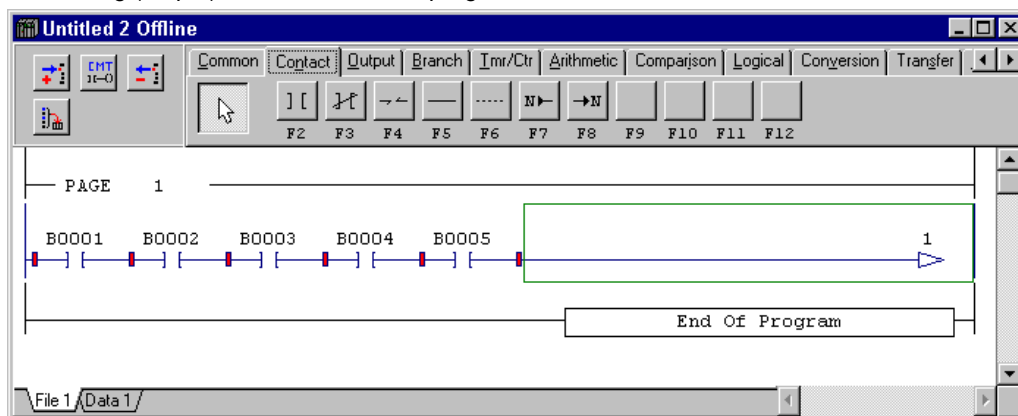 Untitled 2 Offline
CMT
Common Contact Output Branch Tmr/Ctr Arithmetic Comparison Logical Conversion Transfer
N N
F2 F3 F4 F5 F6 F7 F8 F9 F10 F11 F12
PAGE 1
B0001 B0002 B0003 B0004 B0005 1
End Of Program
File 1 Data 1